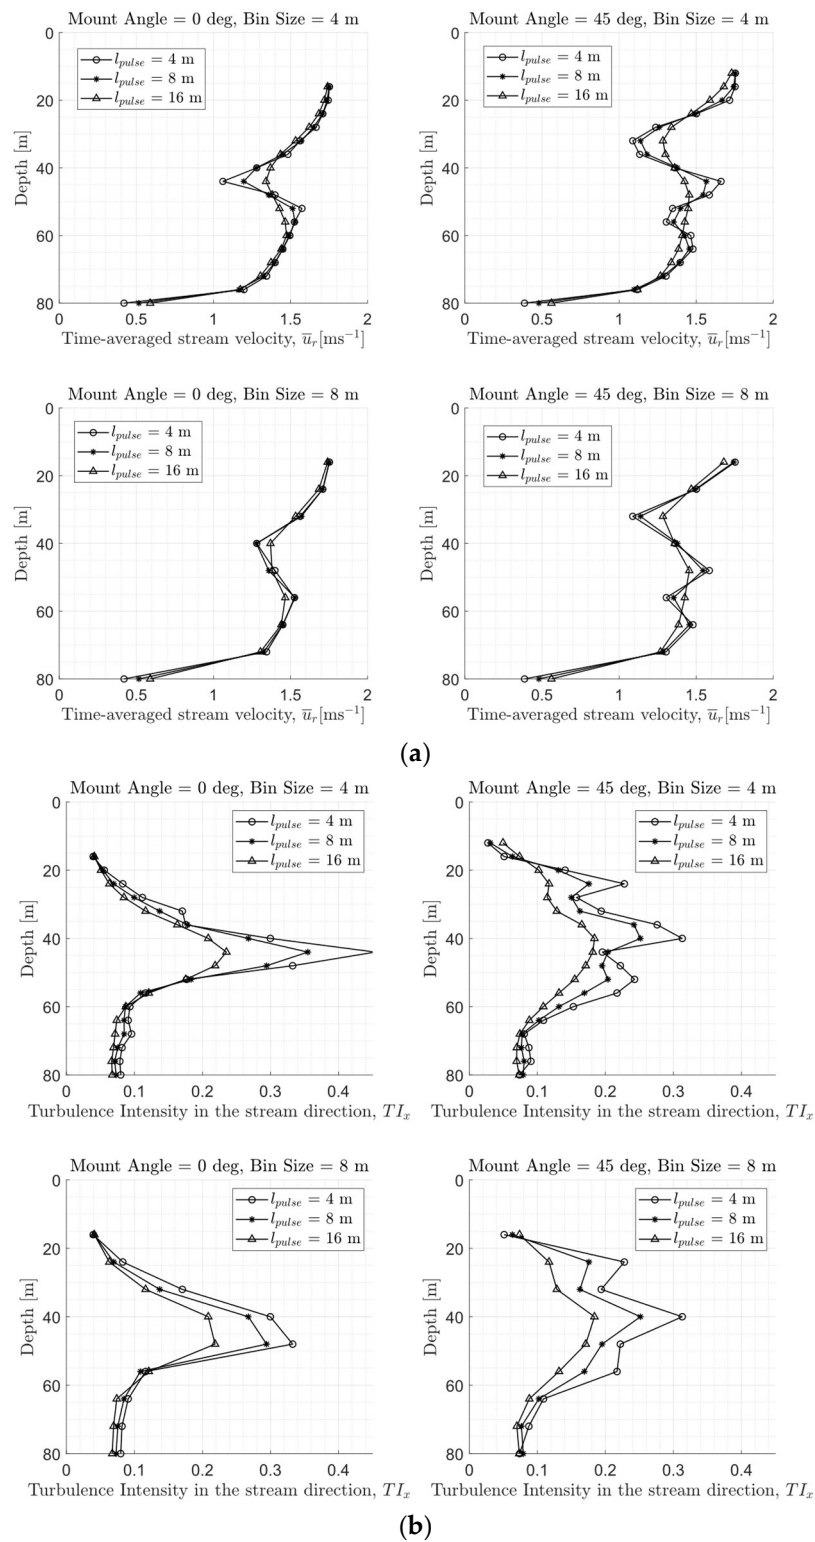 Mount Angle = 0 deg, Bin Size = 4 m
0
20
40
60
80
Depth [m]
l_pulse = 4 m
l_pulse = 8 m
l_pulse = 16 m
0 0.5 1 1.5 2
Time-averaged stream velocity, u̅_r[ms⁻¹]
Mount Angle = 45 deg, Bin Size = 4 m
0
20
40
60
80
Depth [m]
l_pulse = 4 m
l_pulse = 8 m
l_pulse = 16 m
0 0.5 1 1.5 2
Time-averaged stream velocity, u̅_r[ms⁻¹]
Mount Angle = 0 deg, Bin Size = 8 m
0
20
40
60
80
Depth [m]
l_pulse = 4 m
l_pulse = 8 m
l_pulse = 16 m
0 0.5 1 1.5 2
Time-averaged stream velocity, u̅_r[ms⁻¹]
Mount Angle = 45 deg, Bin Size = 8 m
0
20
40
60
80
Depth [m]
l_pulse = 4 m
l_pulse = 8 m
l_pulse = 16 m
0 0.5 1 1.5 2
Time-averaged stream velocity, u̅_r[ms⁻¹]
(a)
Mount Angle = 0 deg, Bin Size = 4 m
0
20
40
60
80
Depth [m]
l_pulse = 4 m
l_pulse = 8 m
l_pulse = 16 m
0 0.1 0.2 0.3 0.4
Turbulence Intensity in the stream direction, TI_x
Mount Angle = 45 deg, Bin Size = 4 m
0
20
40
60
80
Depth [m]
l_pulse = 4 m
l_pulse = 8 m
l_pulse = 16 m
0 0.1 0.2 0.3 0.4
Turbulence Intensity in the stream direction, TI_x
Mount Angle = 0 deg, Bin Size = 8 m
0
20
40
60
80
Depth [m]
l_pulse = 4 m
l_pulse = 8 m
l_pulse = 16 m
0 0.1 0.2 0.3 0.4
Turbulence Intensity in the stream direction, TI_x
Mount Angle = 45 deg, Bin Size = 8 m
0
20
40
60
80
Depth [m]
l_pulse = 4 m
l_pulse = 8 m
l_pulse = 16 m
0 0.1 0.2 0.3 0.4
Turbulence Intensity in the stream direction, TI_x
(b)